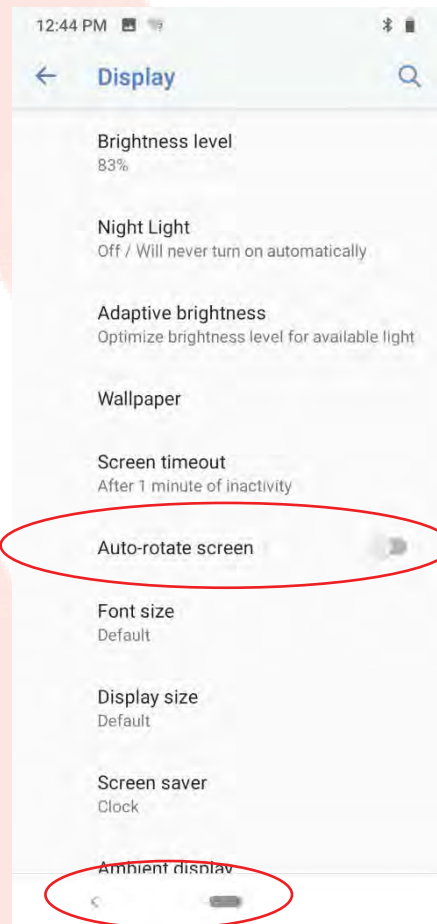 12:44 PM
Display
Brightness level
83%
Night Light
Off / Will never turn on automatically
Adaptive brightness
Optimize brightness level for available light
Wallpaper
Screen timeout
After 1 minute of inactivity
Auto-rotate screen
Font size
Default
Display size
Default
Screen saver
Clock
Ambient display